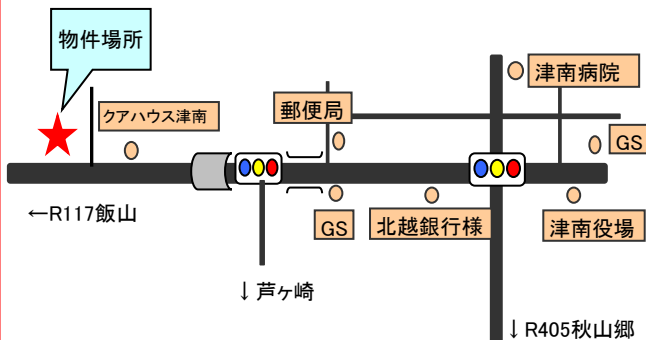 物件場所
津南病院
クアハウス津南
郵便局
GS
←R117飯山
GS
北越銀行様
津南役場
↓芦ヶ崎
↓R405秋山郷